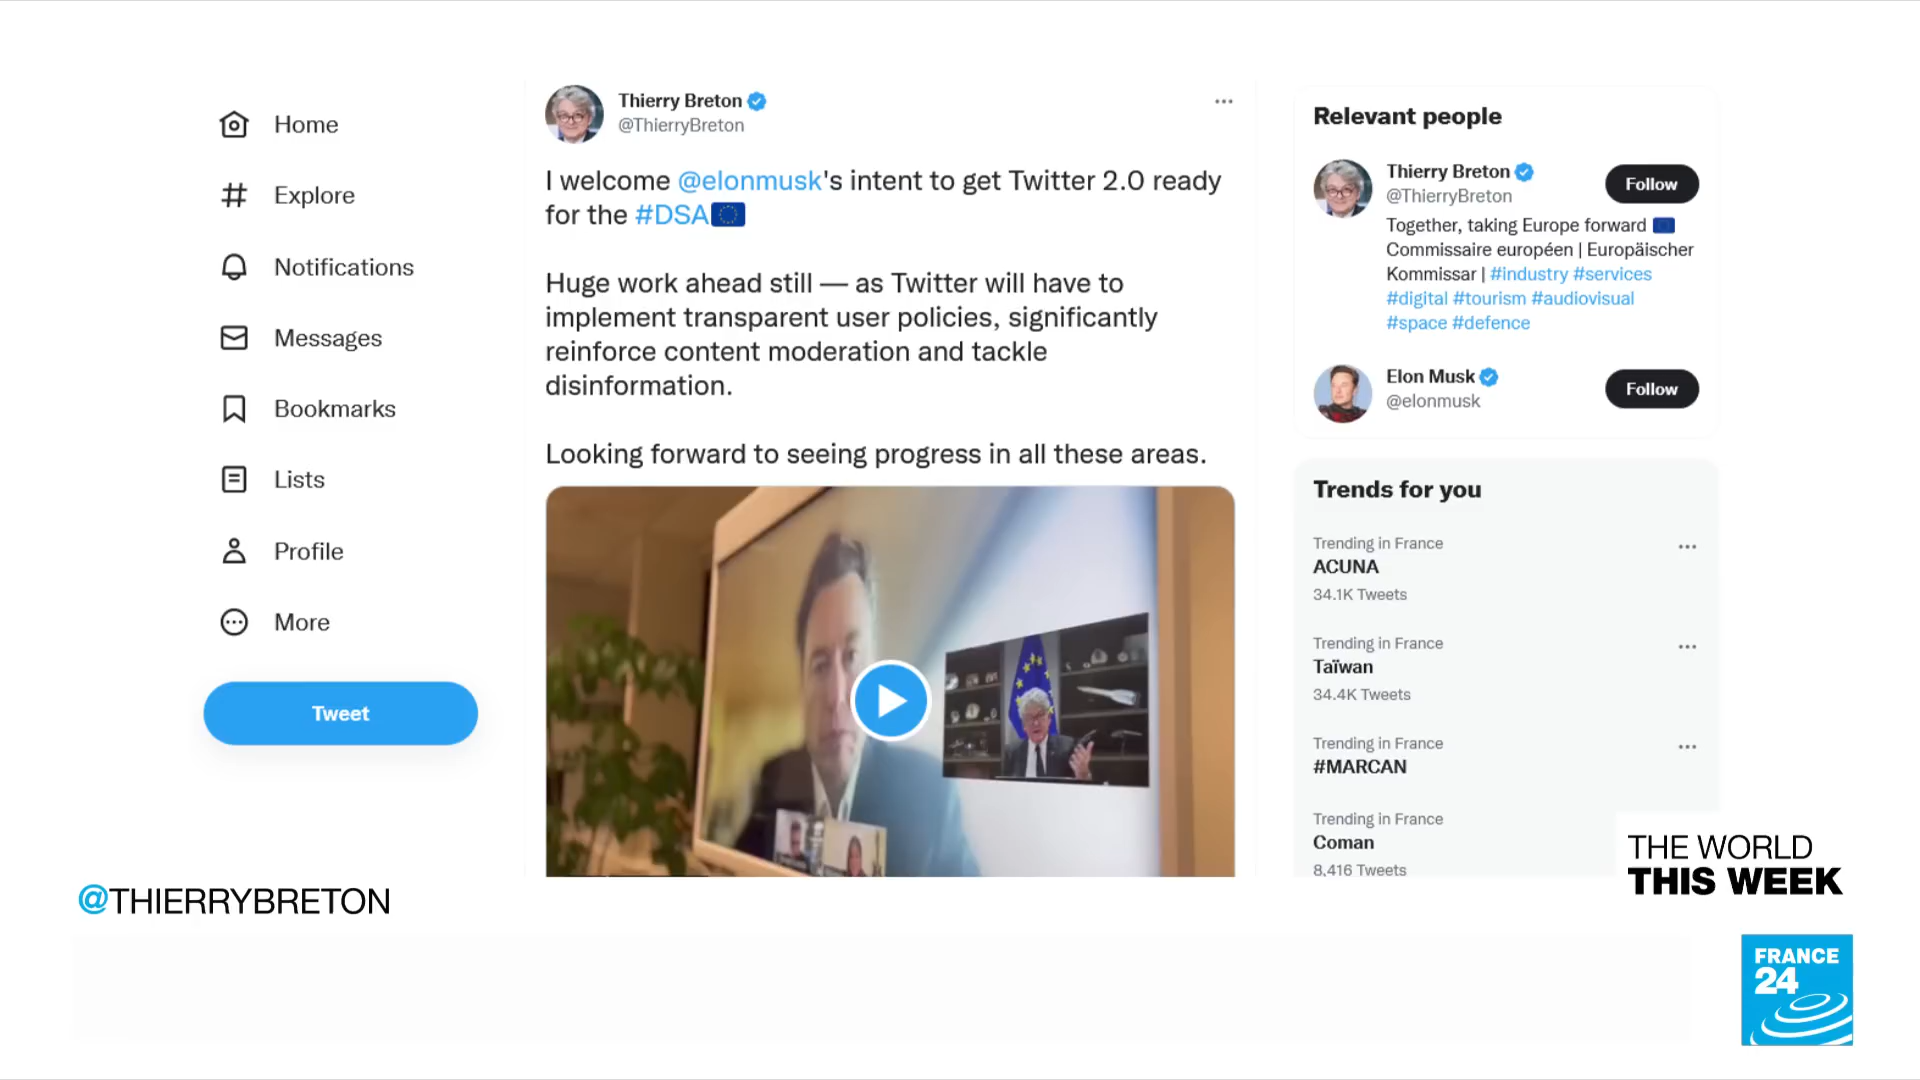 Home
Explore
Notifications
Messages
Bookmarks
Lists
Profile
More
Tweet
Thierry Breton
@ThierryBreton
I welcome @elonmusk's intent to get Twitter 2.0 ready
for the #DSA
Huge work ahead still — as Twitter will have to
implement transparent user policies, significantly
reinforce content moderation and tackle
disinformation.
Looking forward to seeing progress in all these areas.
Relevant people
Thierry Breton
@ThierryBreton
Follow
Together, taking Europe forward
Commissaire européen | Europäischer
Kommissar | #industry #services
#digital #tourism #audiovisual
#space #defence
Elon Musk
@elonmusk
Follow
Trends for you
Trending in France
ACUNA
34.1K Tweets
Trending in France
Taïwan
34.4K Tweets
Trending in France
#MARCAN
Trending in France
Coman
8,416 Tweets
@THIERRYBRETON
THE WORLD
THIS WEEK
FRANCE
24